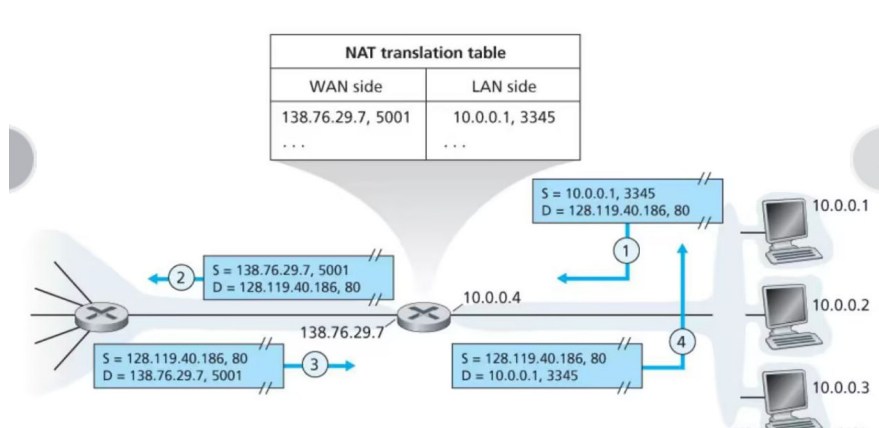 NAT translation table
WAN side LAN side
138.76.29.7, 5001 10.0.0.1, 3345
. . . . . .
S = 10.0.0.1, 3345
D = 128.119.40.186, 80
1
10.0.0.1
2
S = 138.76.29.7, 5001
D = 128.119.40.186, 80
10.0.0.4
10.0.0.2
138.76.29.7
S = 128.119.40.186, 80
D = 138.76.29.7, 5001
3
S = 128.119.40.186, 80
D = 10.0.0.1, 3345
4
10.0.0.3